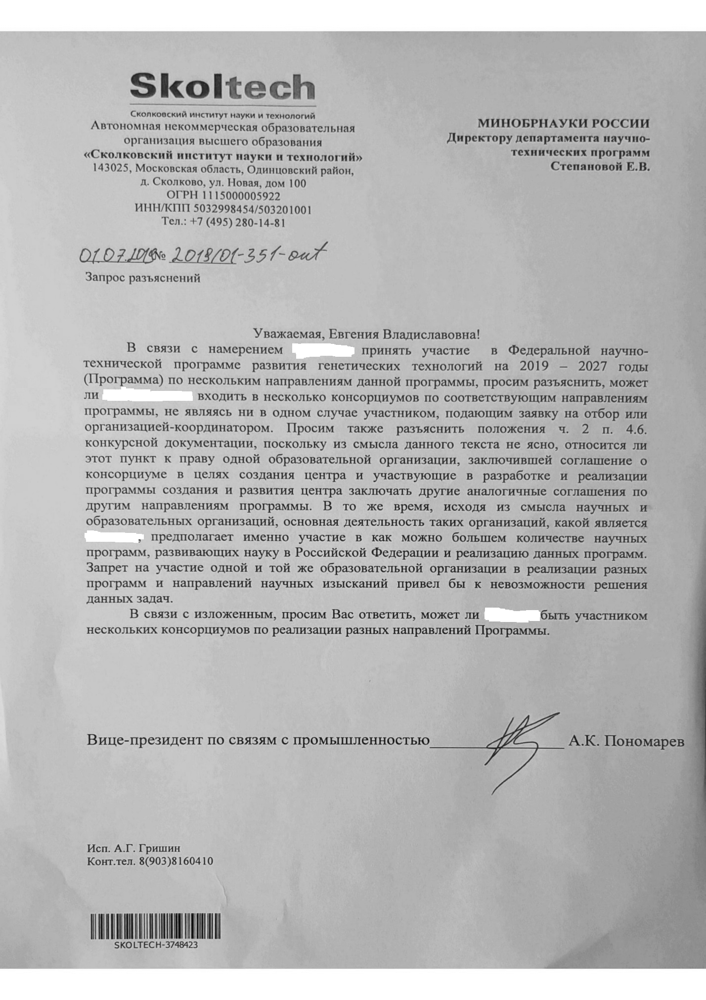 Skoltech
Сколковский институт науки и технологий
Автономная некоммерческая образовательная
организация высшего образования
«Сколковский институт науки и технологий»
143025, Московская область, Одинцовский район,
д. Сколково, ул. Новая, дом 100
ОГРН 1115000005922
ИНН/КПП 5032998454/503201001
Тел.: +7 (495) 280-14-81
МИНОБРНАУКИ РОССИИ
Директору департамента научно-
технических программ
Степановой Е.В.
01.07.2019 № 2019/01-351-out
Запрос разъяснений
Уважаемая, Евгения Владиславовна!
В связи с намерением принять участие в Федеральной научно-
технической программе развития генетических технологий на 2019 – 2027 годы
(Программа) по нескольким направлениям данной программы, просим разъяснить, может
ли входить в несколько консорциумов по соответствующим направлениям
программы, не являясь ни в одном случае участником, подающим заявку на отбор или
организацией-координатором. Просим также разъяснить положения ч. 2 п. 4.6.
конкурсной документации, поскольку из смысла данного текста не ясно, относится ли
этот пункт к праву одной образовательной организации, заключившей соглашение о
консорциуме в целях создания центра и участвующие в разработке и реализации
программы создания и развития центра заключать другие аналогичные соглашения по
другим направлениям программы. В то же время, исходя из смысла научных и
образовательных организаций, основная деятельность таких организаций, какой является
, предполагает именно участие в как можно большем количестве научных
программ, развивающих науку в Российской Федерации и реализацию данных программ.
Запрет на участие одной и той же образовательной организации в реализации разных
программ и направлений научных изысканий привел бы к невозможности решения
данных задач.
В связи с изложенным, просим Вас ответить, может ли быть участником
нескольких консорциумов по реализации разных направлений Программы.
Вице-президент по связям с промышленностью А.К. Пономарев
Исп. А.Г. Гришин
Конт.тел. 8(903)8160410
SKOLTECH-3748423